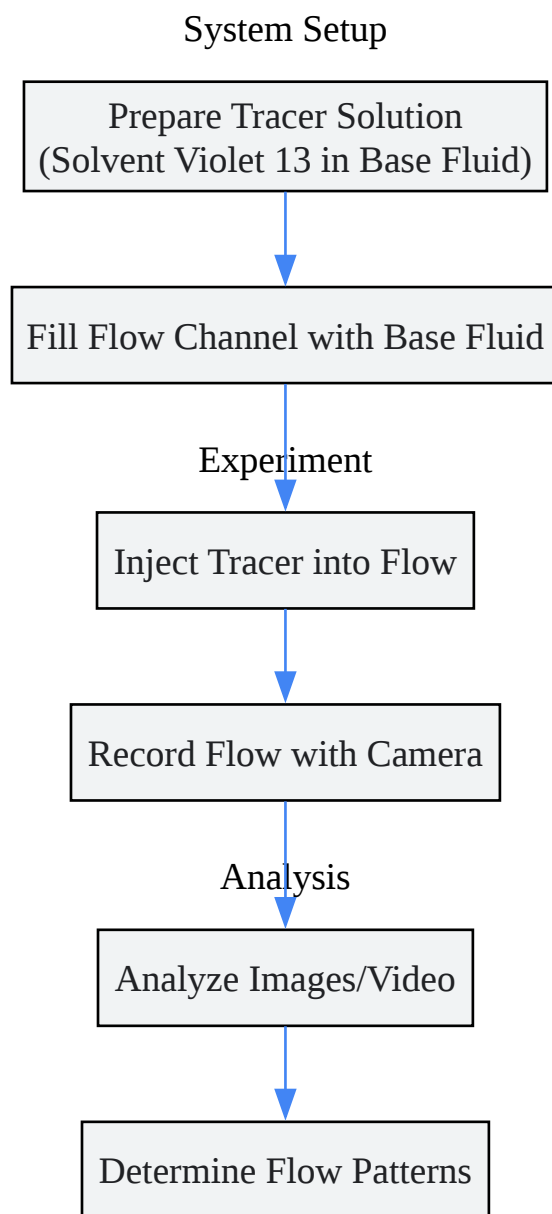 System Setup
Prepare Tracer Solution
(Solvent Violet 13 in Base Fluid)
Fill Flow Channel with Base Fluid
Experiment
Inject Tracer into Flow
Record Flow with Camera
Analysis
Analyze Images/Video
Determine Flow Patterns